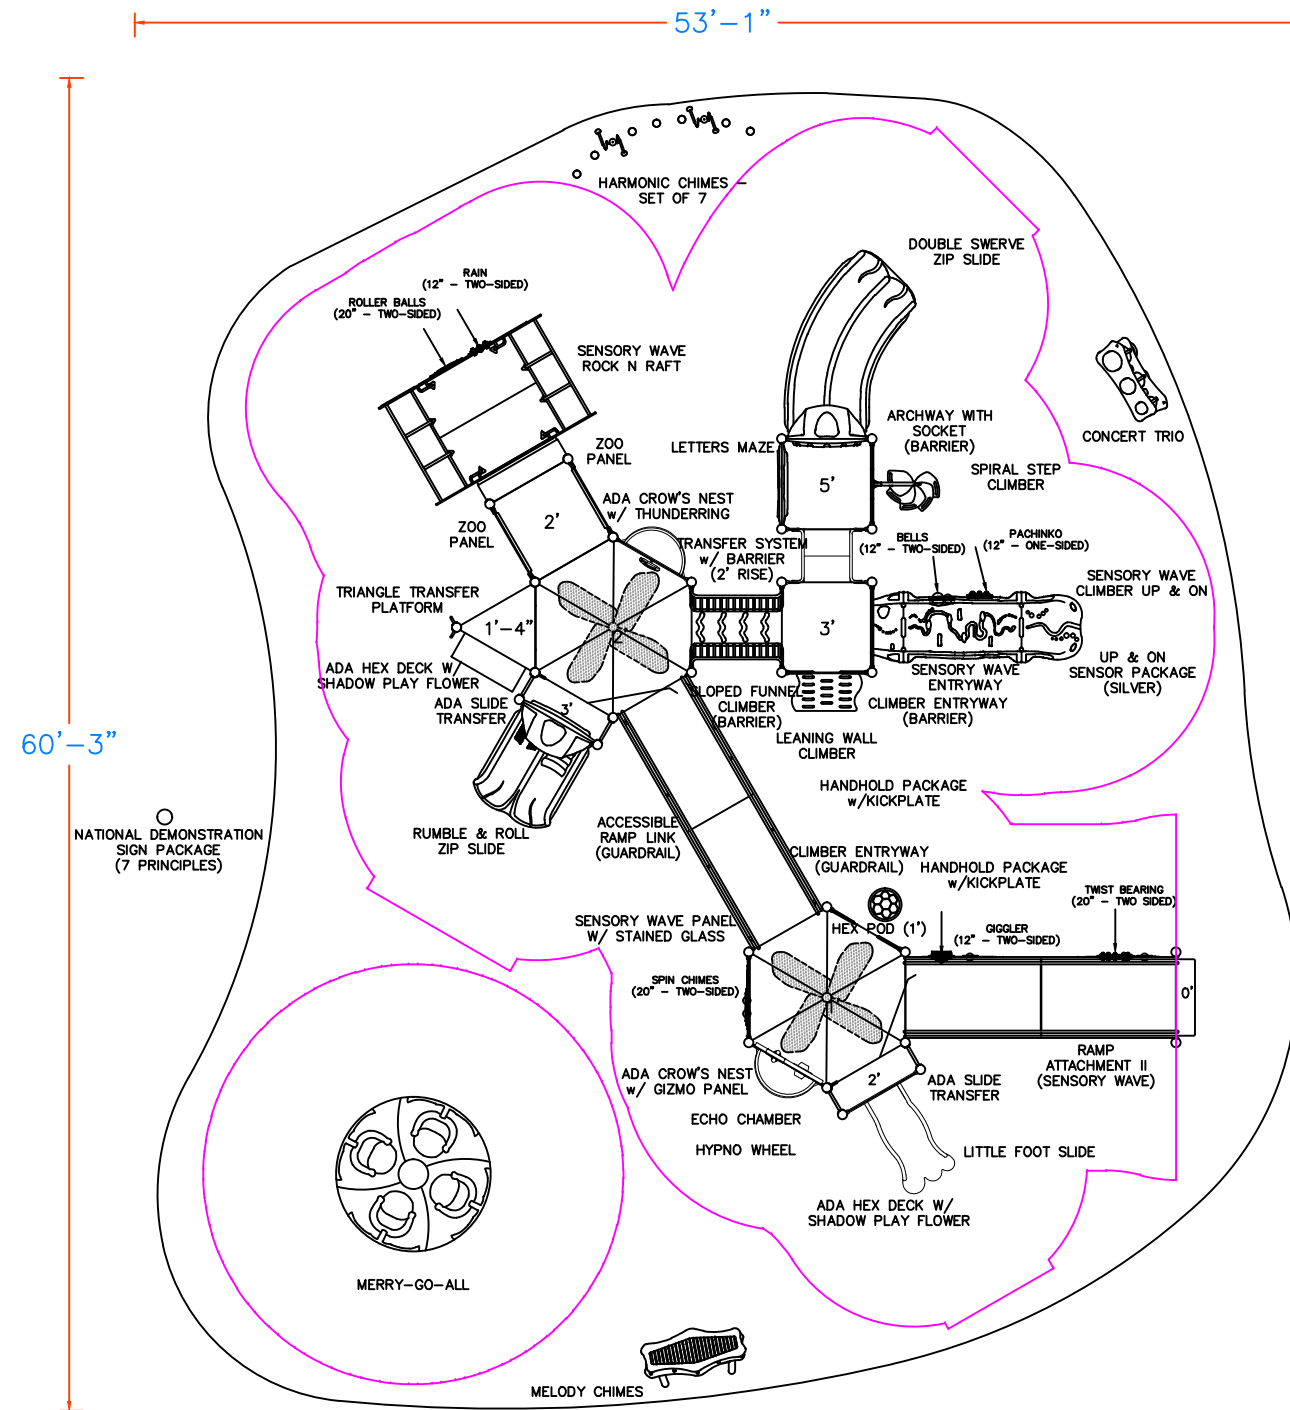 53'-1"
HARMONIC CHIMES -
SET OF 7
DOUBLE SWERVE
ZIP SLIDE
RAIN
(12" - TWO-SIDED)
ROLLER BALLS
(20" - TWO-SIDED)
SENSORY WAVE
ROCK N RAFT
CONCERT TRIO
ARCHWAY WITH
SOCKET
(BARRIER)
LETTERS MAZE
ZOO
PANEL
SPIRAL STEP
CLIMBER
5'
ADA CROW'S NEST
w/ THUNDERRING
2'
ZOO
PANEL
BELLS
(12" - TWO-SIDED)
PACHINKO
(12" - ONE-SIDED)
TRANSFER SYSTEM
w/ BARRIER
(2' RISE)
SENSORY WAVE
CLIMBER UP & ON
TRIANGLE TRANSFER
PLATFORM
1'-4"
2'
3'
UP & ON
SENSOR PACKAGE
(SILVER)
ADA HEX DECK W/
SHADOW PLAY FLOWER
SENSORY WAVE
ENTRYWAY
ADA SLIDE
TRANSFER
3'
SLOPED FUNNEL
CLIMBER
(BARRIER)
CLIMBER ENTRYWAY
(BARRIER)
LEANING WALL
CLIMBER
60'-3"
HANDHOLD PACKAGE
w/KICKPLATE
NATIONAL DEMONSTRATION
SIGN PACKAGE
(7 PRINCIPLES)
RUMBLE & ROLL
ZIP SLIDE
ACCESSIBLE
RAMP LINK
(GUARDRAIL)
CLIMBER ENTRYWAY
(GUARDRAIL)
HANDHOLD PACKAGE
w/KICKPLATE
TWIST BEARING
(20" - TWO SIDED)
SENSORY WAVE PANEL
W/ STAINED GLASS
HEX POD (1')
GIGGLER
(12" - TWO-SIDED)
SPIN CHIMES
(20" - TWO-SIDED)
0'
RAMP
ATTACHMENT II
(SENSORY WAVE)
ADA CROW'S NEST
w/ GIZMO PANEL
2'
ADA SLIDE
TRANSFER
ECHO CHAMBER
HYPNO WHEEL
LITTLE FOOT SLIDE
ADA HEX DECK W/
SHADOW PLAY FLOWER
MERRY-GO-ALL
MELODY CHIMES